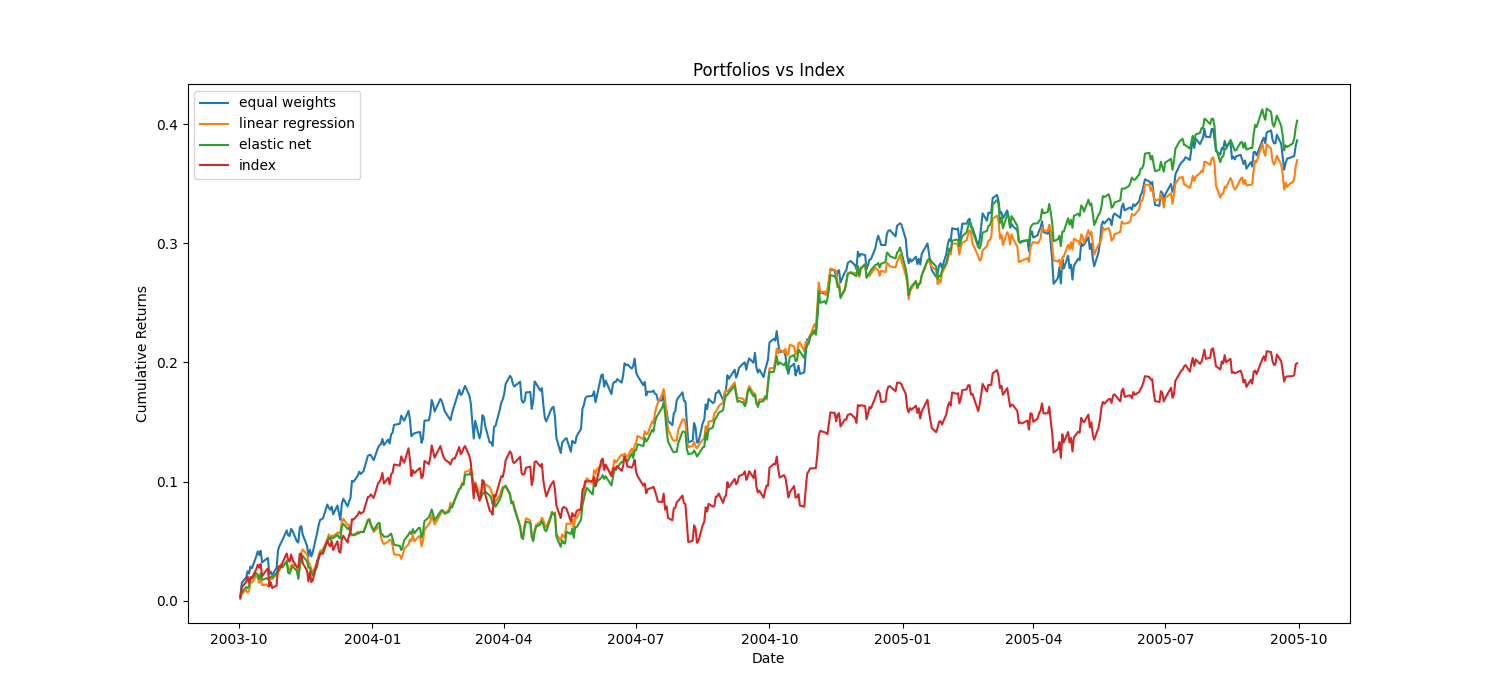 Portfolios vs Index
equal weights
linear regression
elastic net
index
Cumulative Returns
0.4
0.3
0.2
0.1
0.0
2003-10 2004-01 2004-04 2004-07 2004-10 2005-01 2005-04 2005-07 2005-10
Date